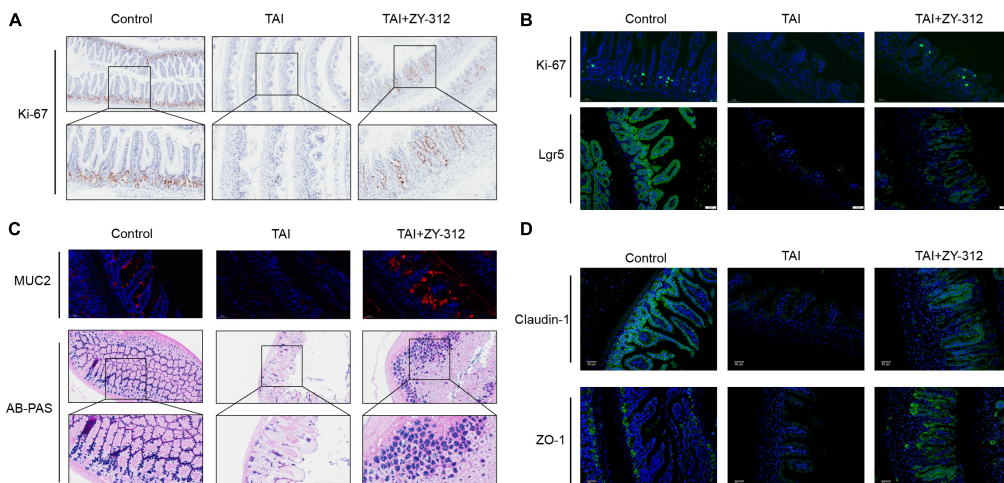 A
Control
TAI
TAI+ZY-312
Ki-67
B
Control
TAI
TAI+ZY-312
Ki-67
Lgr5
C
Control
TAI
TAI+ZY-312
MUC2
AB-PAS
D
Control
TAI
TAI+ZY-312
Claudin-1
ZO-1